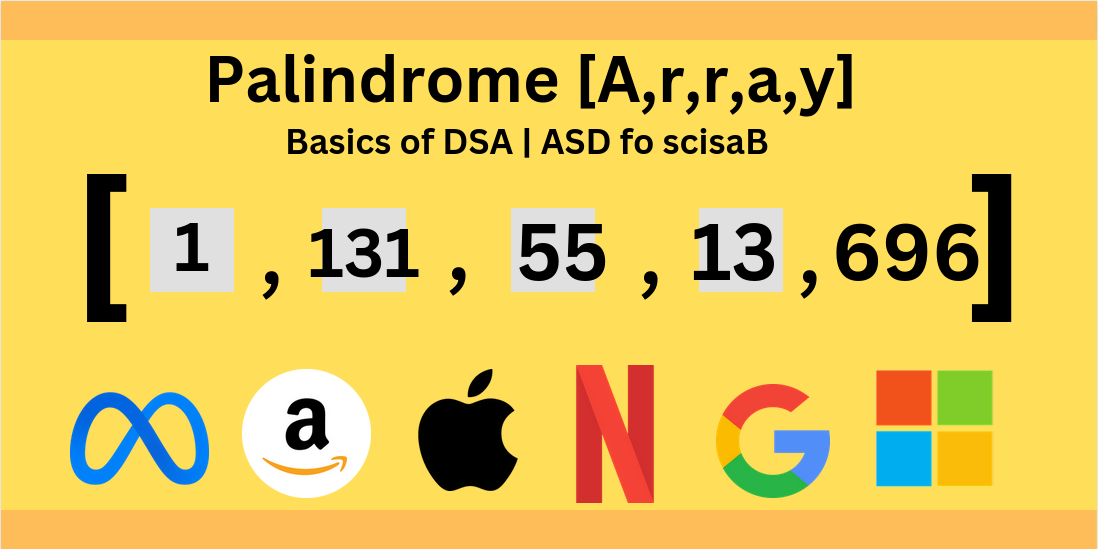 Palindrome [A,r,r,a,y]
Basics of DSA | ASD fo scisaB
[ 1 , 131 , 55 , 13 , 696 ]
a